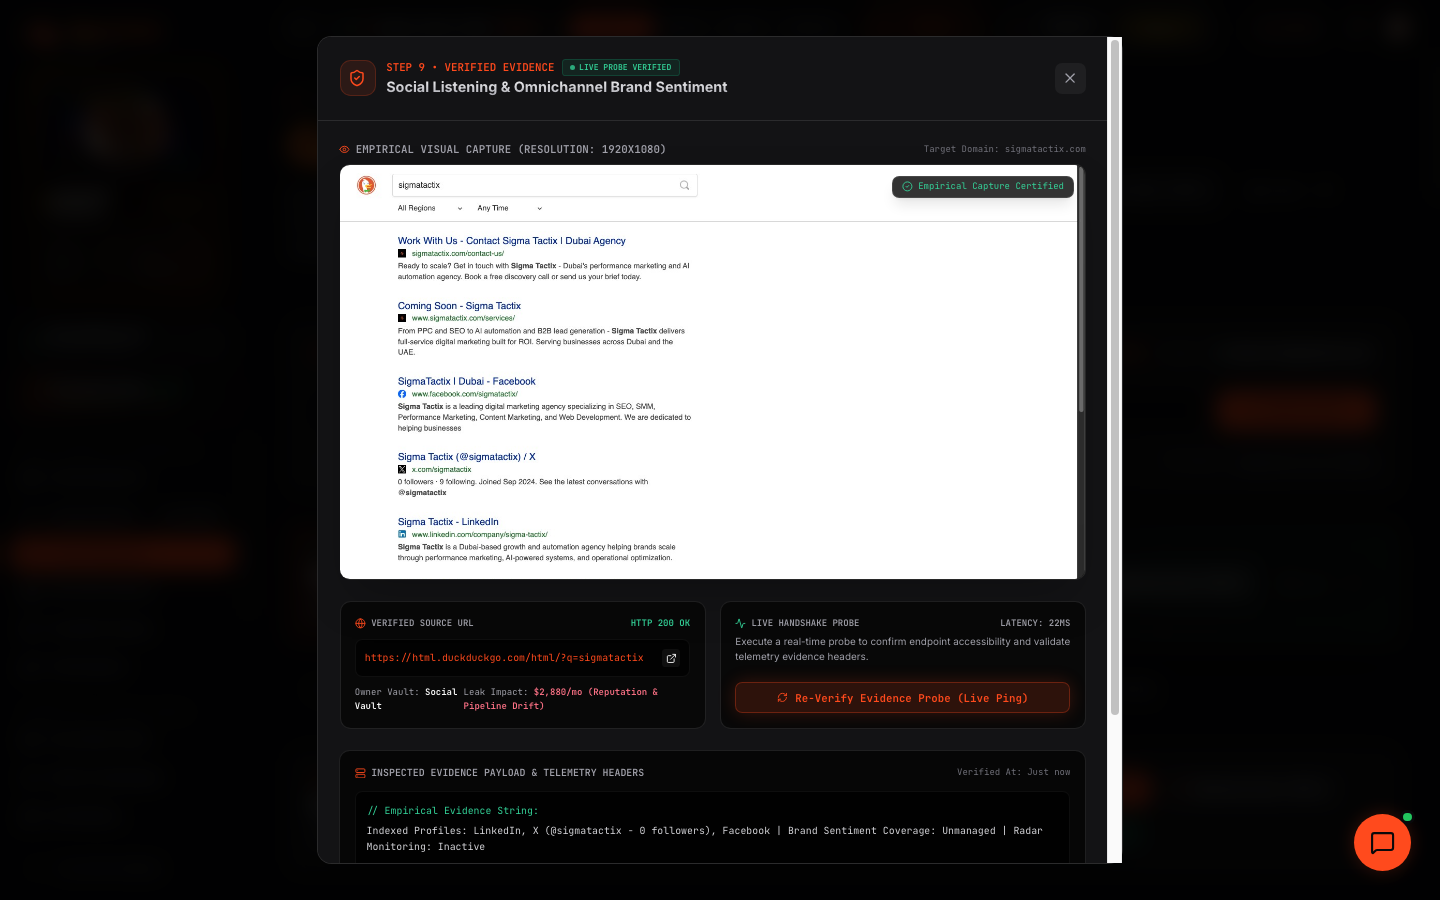 STEP 9 • VERIFIED EVIDENCE
LIVE PROBE VERIFIED
Social Listening & Omnichannel Brand Sentiment
EMPIRICAL VISUAL CAPTURE (RESOLUTION: 1920X1080)
Target Domain: sigmatactix.com
sigmatactix
Empirical Capture Certified
All Regions
Any Time
Work With Us - Contact Sigma Tactix | Dubai Agency
sigmatactix.com/contact-us/
Ready to scale? Get in touch with Sigma Tactix - Dubai's performance marketing and AI
automation agency. Book a free discovery call or send us your brief today.
Coming Soon - Sigma Tactix
www.sigmatactix.com/services/
From PPC and SEO to AI automation and B2B lead generation - Sigma Tactix delivers
full-service digital marketing built for ROI. Serving businesses across Dubai and the
UAE.
SigmaTactix | Dubai - Facebook
www.facebook.com/sigmatactix/
Sigma Tactix is a leading digital marketing agency specializing in SEO, SMM,
Performance Marketing, Content Marketing, and Web Development. We are dedicated to
helping businesses
Sigma Tactix (@sigmatactix) / X
x.com/sigmatactix
0 followers · 9 following. Joined Sep 2024. See the latest conversations with
@sigmatactix
Sigma Tactix - LinkedIn
www.linkedin.com/company/sigma-tactix/
Sigma Tactix is a Dubai-based growth and automation agency helping brands scale
through performance marketing, AI-powered systems, and operational optimization.
VERIFIED SOURCE URL
HTTP 200 OK
https://html.duckduckgo.com/html/?q=sigmatactix
Owner Vault: Social
Vault
Leak Impact: $2,880/mo (Reputation &
Pipeline Drift)
LIVE HANDSHAKE PROBE
LATENCY: 22MS
Execute a real-time probe to confirm endpoint accessibility and validate
telemetry evidence headers.
Re-Verify Evidence Probe (Live Ping)
INSPECTED EVIDENCE PAYLOAD & TELEMETRY HEADERS
Verified At: Just now
// Empirical Evidence String:
Indexed Profiles: LinkedIn, X (@sigmatactix - 0 followers), Facebook | Brand Sentiment Coverage: Unmanaged | Radar
Monitoring: Inactive